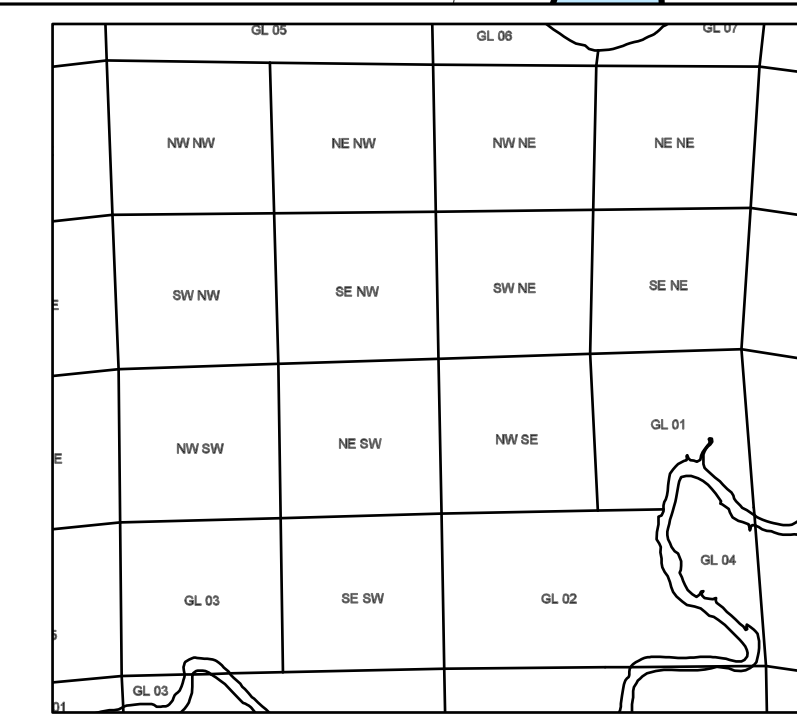 GL 05
GL 06
GL 07
NW NW
NE NW
NW NE
NE NE
SW NW
SE NW
SW NE
SE NE
E
NW SW
NE SW
NW SE
GL 01
E
GL 03
SE SW
GL 02
GL 04
GL 03
01